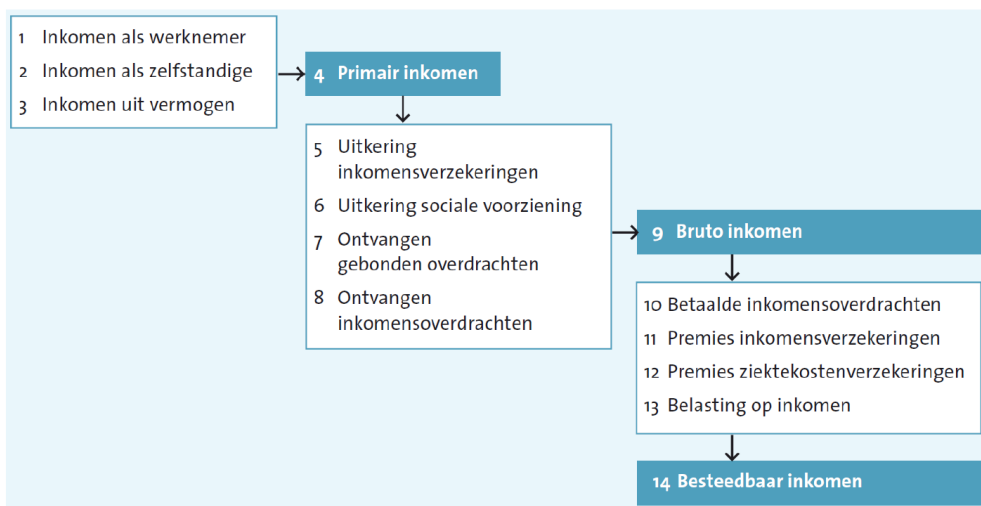 1 Inkomen als werknemer
2 Inkomen als zelfstandige
3 Inkomen uit vermogen
4 Primair inkomen
5 Uitkering
inkomensverzekeringen
6 Uitkering sociale voorziening
7 Ontvangen
gebonden overdrachten
8 Ontvangen
inkomensoverdrachten
9 Bruto inkomen
10 Betaalde inkomensoverdrachten
11 Premies inkomensverzekeringen
12 Premies ziektekostenverzekeringen
13 Belasting op inkomen
14 Besteedbaar inkomen